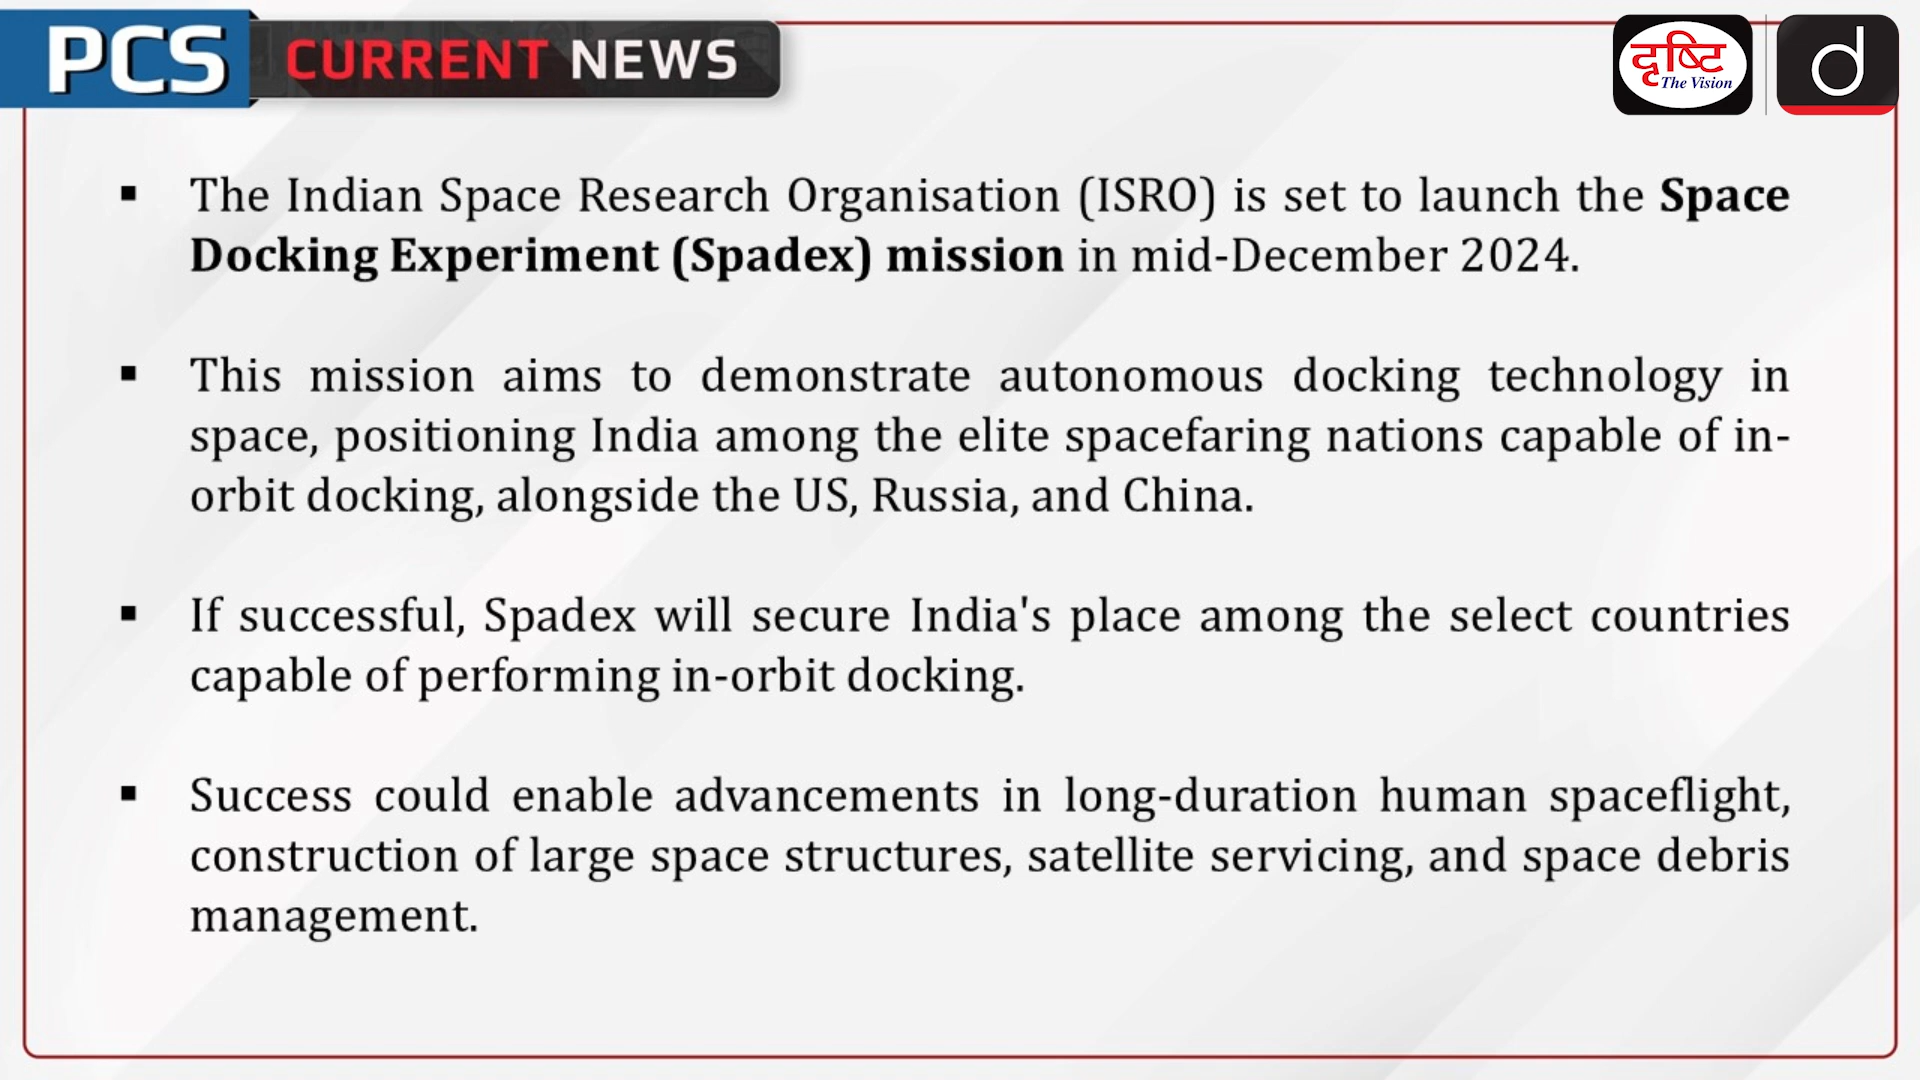 PCS CURRENT NEWS
दृष्टि
The Vision
d
▪ The Indian Space Research Organisation (ISRO) is set to launch the Space
Docking Experiment (Spadex) mission in mid-December 2024.
▪ This mission aims to demonstrate autonomous docking technology in
space, positioning India among the elite spacefaring nations capable of in-
orbit docking, alongside the US, Russia, and China.
▪ If successful, Spadex will secure India's place among the select countries
capable of performing in-orbit docking.
▪ Success could enable advancements in long-duration human spaceflight,
construction of large space structures, satellite servicing, and space debris
management.